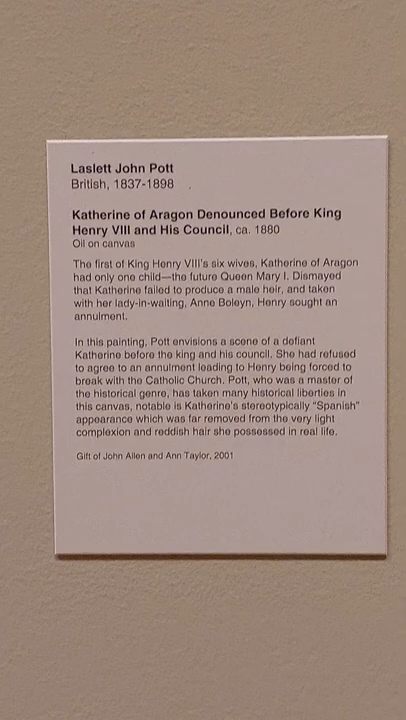 Laslett John Pott
British, 1837-1898
Katherine of Aragon Denounced Before King
Henry VIII and His Council, ca. 1880
Oil on canvas
The first of King Henry VIII's six wives, Katherine of Aragon
had only one child—the future Queen Mary I. Dismayed
that Katherine failed to produce a male heir, and taken
with her lady-in-waiting, Anne Boleyn, Henry sought an
annulment.
In this painting, Pott envisions a scene of a defiant
Katherine before the king and his council. She had refused
to agree to an annulment leading to Henry being forced to
break with the Catholic Church. Pott, who was a master of
the historical genre, has taken many historical liberties in
this canvas, notable is Katherine's stereotypically "Spanish"
appearance which was far removed from the very light
complexion and reddish hair she possessed in real life.
Gift of John Allen and Ann Taylor, 2001